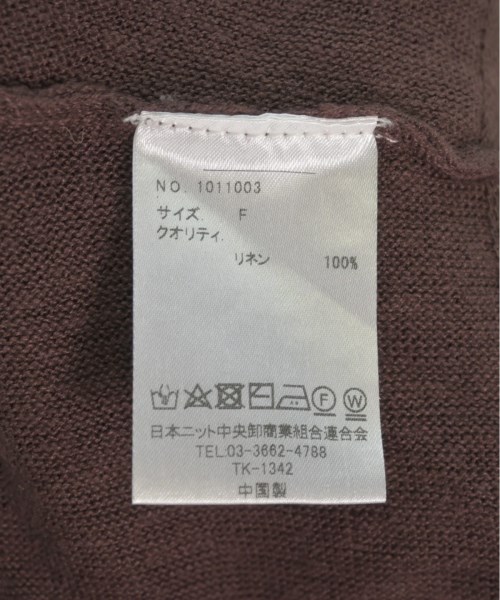 NO. 1011003
サイズ. F
クオリティ.
リネン 100%
F W
日本ニット中央卸商業組合連合会
TEL:03-3662-4788
TK-1342
中国製